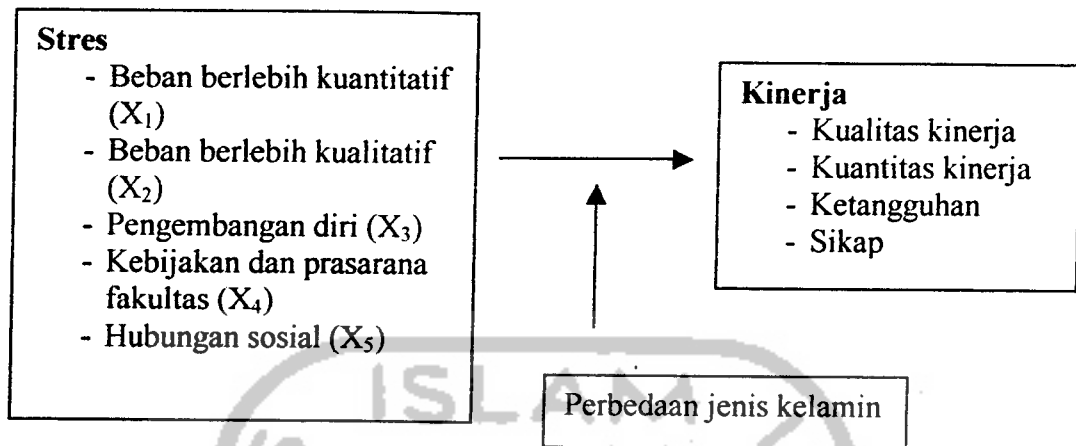 Stres
- Beban berlebih kuantitatif
(X₁)
- Beban berlebih kualitatif
(X₂)
- Pengembangan diri (X₃)
- Kebijakan dan prasarana
fakultas (X₄)
- Hubungan sosial (X₅)
Kinerja
- Kualitas kinerja
- Kuantitas kinerja
- Ketangguhan
- Sikap
Perbedaan jenis kelamin
ISLAM